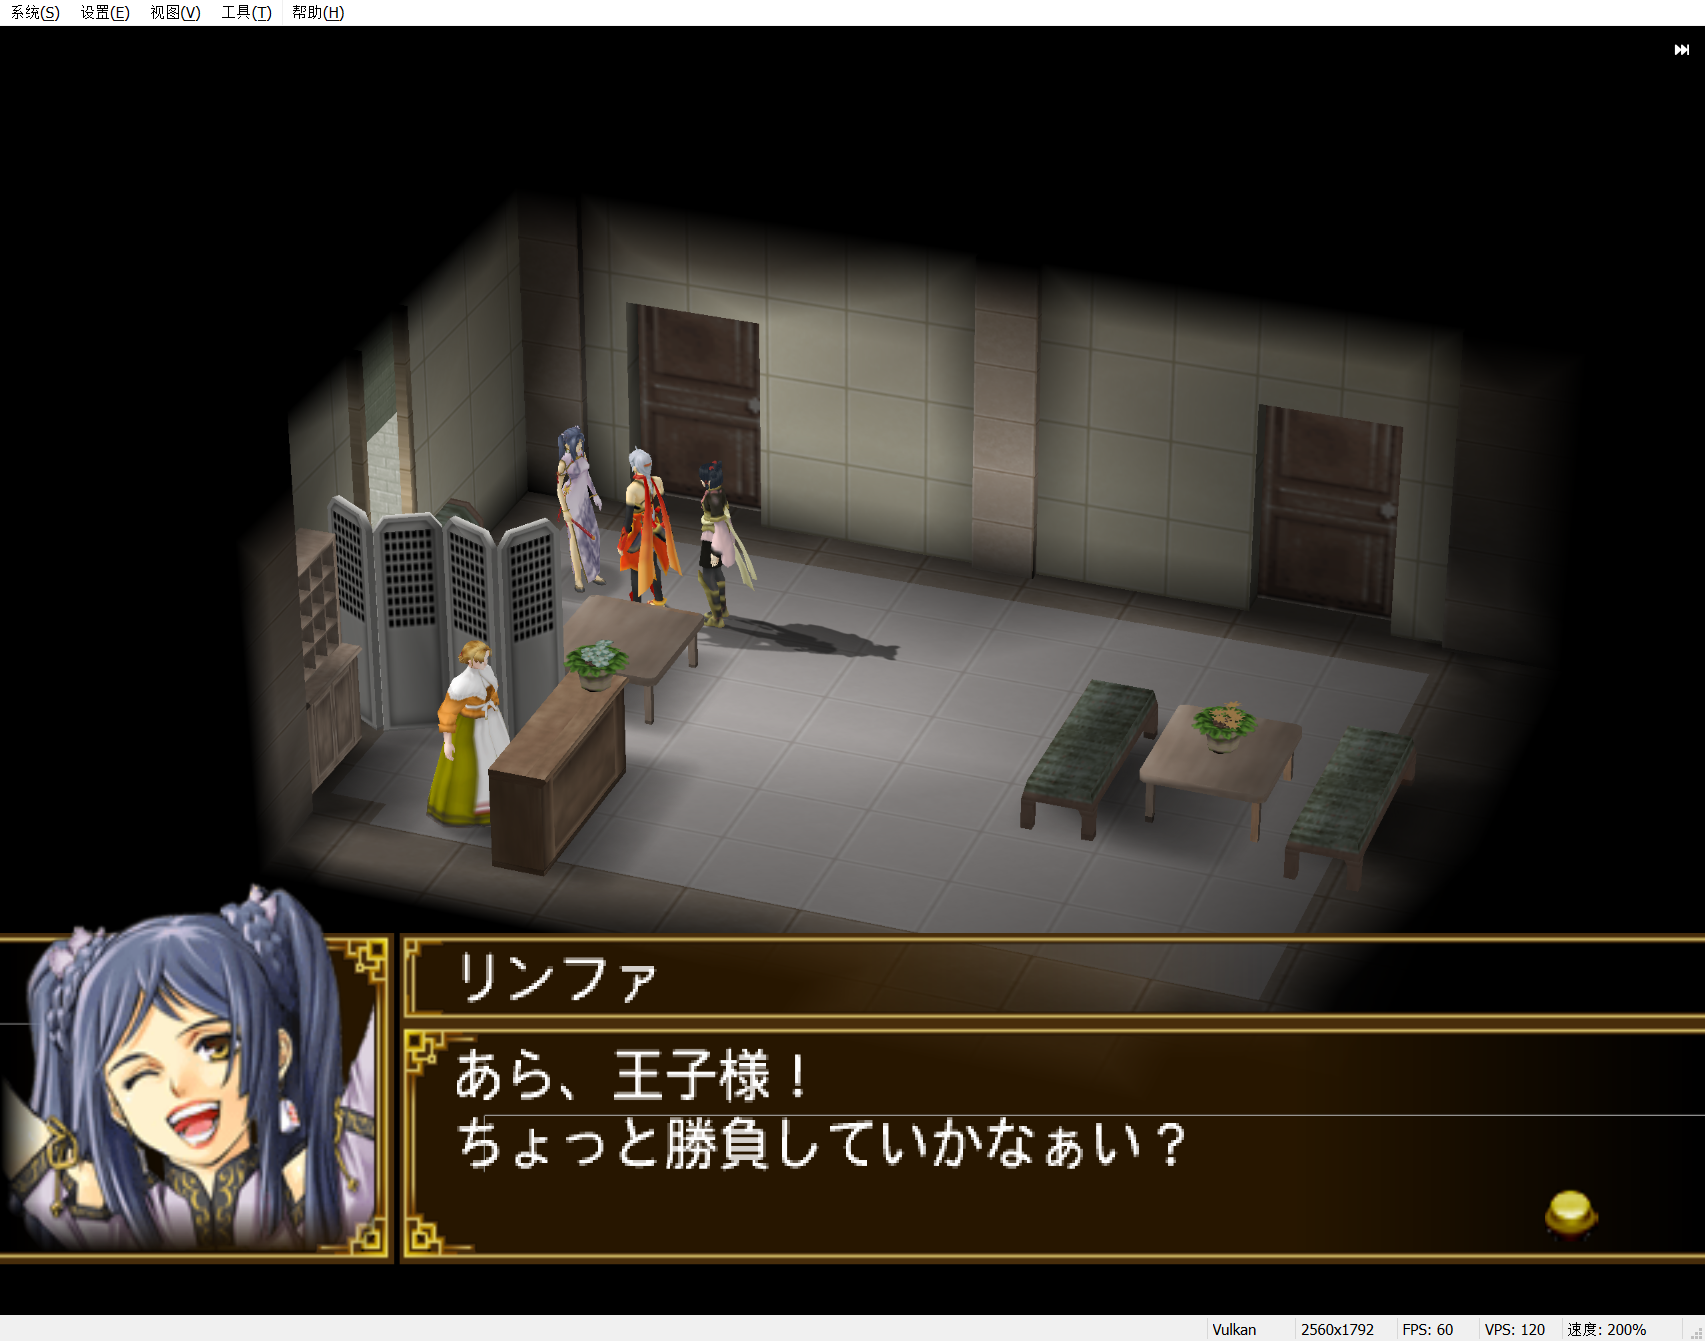 系统(S) 设置(E) 视图(V) 工具(T) 帮助(H)
リンファ
あら、王子様！
ちょっと勝負していかなぁい？
Vulkan 2560x1792 FPS: 60 VPS: 120 速度: 200%